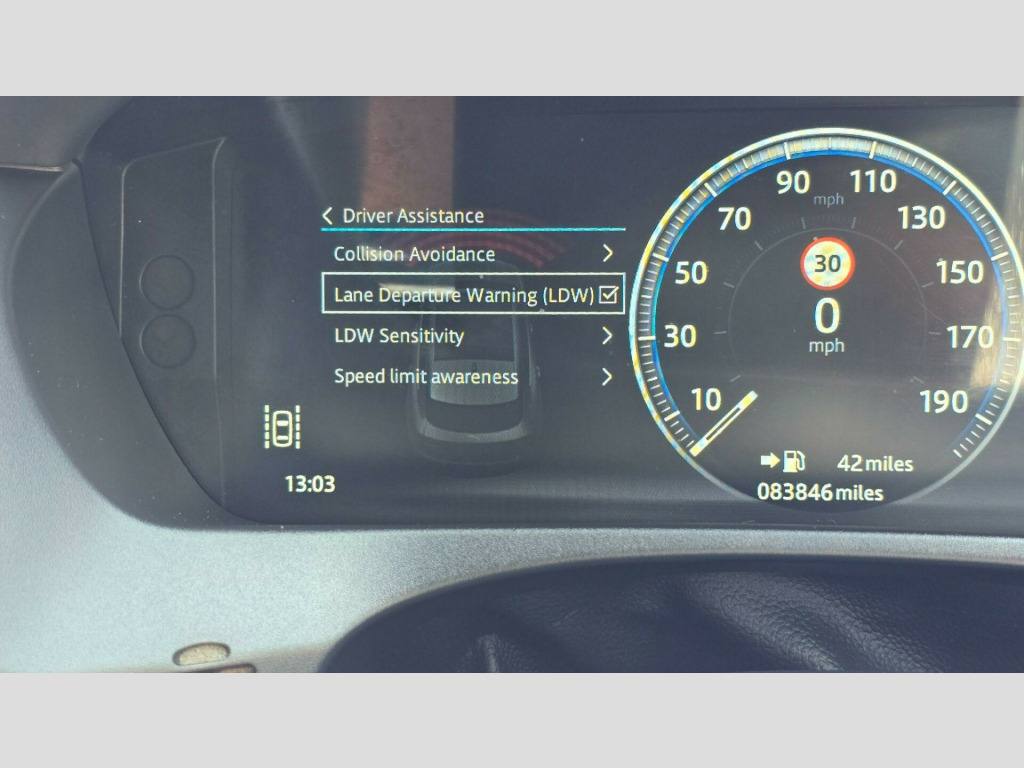 Driver Assistance
Collision Avoidance
Lane Departure Warning (LDW)
LDW Sensitivity
Speed limit awareness
13:03
10
30
50
70
90
110
130
150
170
190
mph
30
0
mph
42 miles
083846 miles